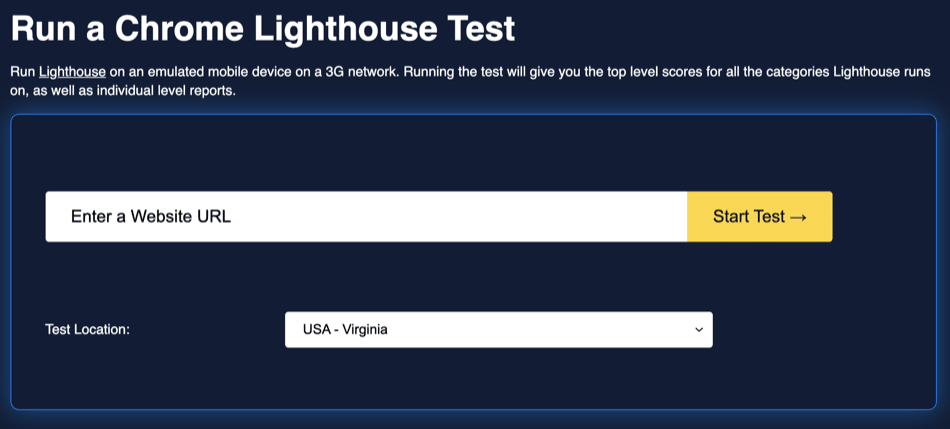 Run a Chrome Lighthouse Test
Run Lighthouse on an emulated mobile device on a 3G network. Running the test will give you the top level scores for all the categories Lighthouse runs
on, as well as individual level reports.
Enter a Website URL
Start Test →
Test Location:
USA - Virginia